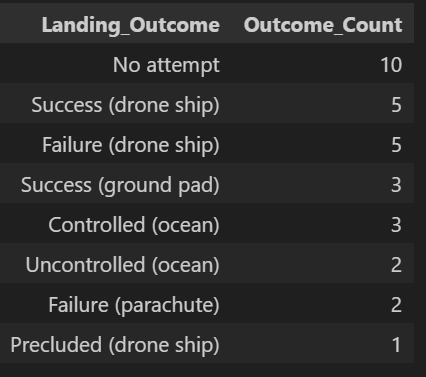 Landing_Outcome Outcome_Count
No attempt 10
Success (drone ship) 5
Failure (drone ship) 5
Success (ground pad) 3
Controlled (ocean) 3
Uncontrolled (ocean) 2
Failure (parachute) 2
Precluded (drone ship) 1